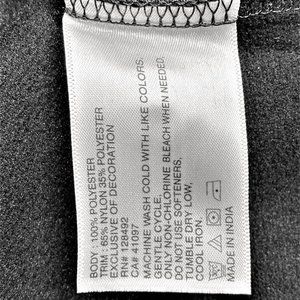 BODY : 100% POLYESTER
TRIM : 65% NYLON 35% POLYESTER
EXCLUSIVE OF DECORATION
RN# 128492
CA# 41097
MACHINE WASH COLD WITH LIKE COLORS.
GENTLE CYCLE.
ONLY NON-CHLORINE BLEACH WHEN NEEDED.
DO NOT USE SOFTENERS.
TUMBLE DRY LOW,
COOL IRON.
MADE IN INDIA